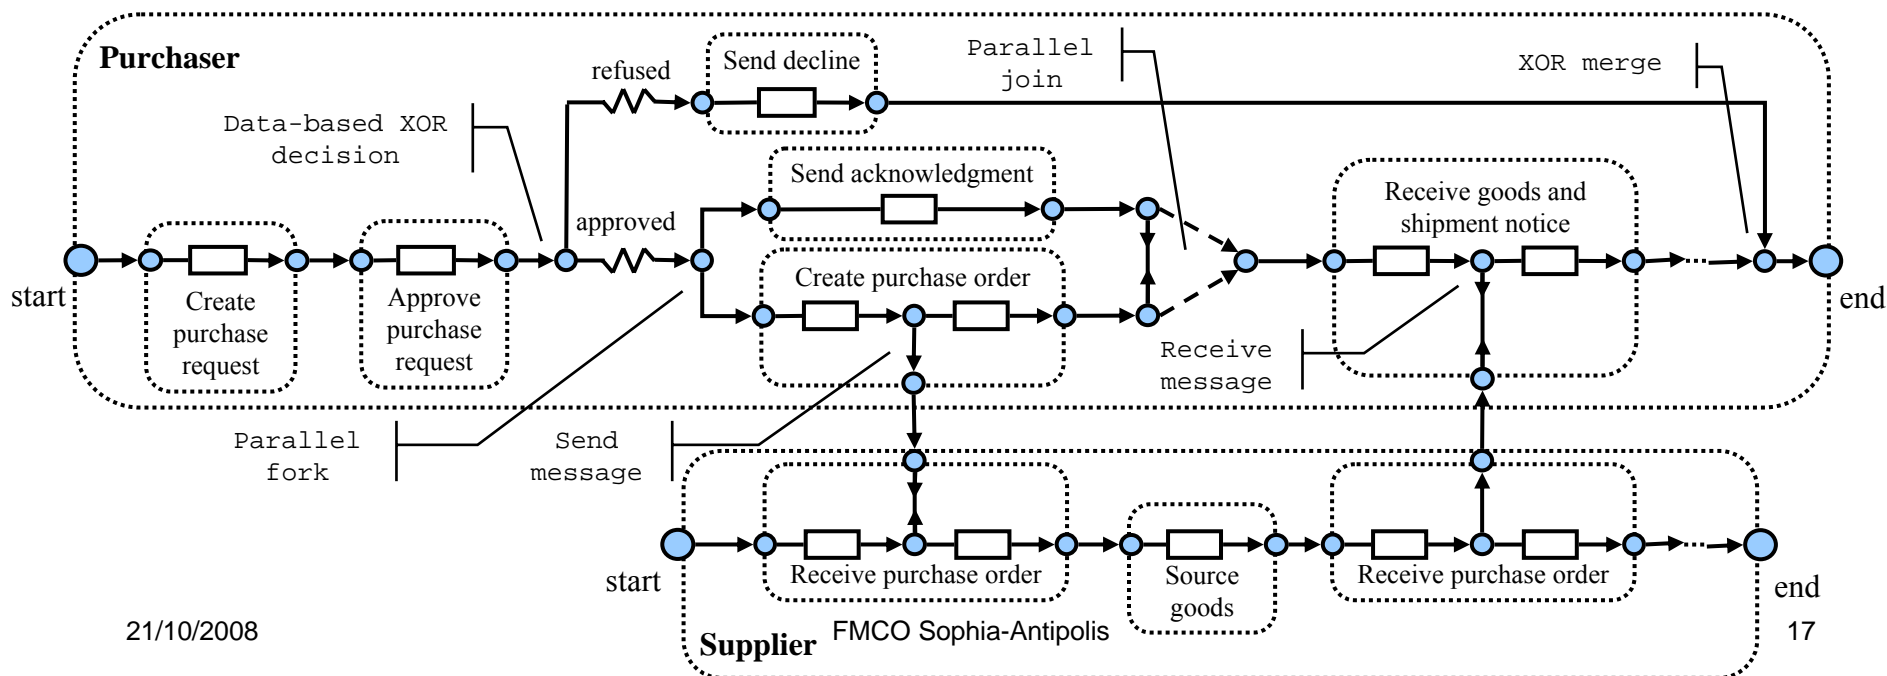 Purchaser
refused
Send decline
Parallel
join
XOR merge
Data-based XOR
decision
approved
Send acknowledgment
Receive goods and
shipment notice
start
Create
purchase
request
Approve
purchase
request
Create purchase order
end
Receive
message
Parallel
fork
Send
message
start
Receive purchase order
Source
goods
Receive purchase order
end
Supplier
21/10/2008
FMCO Sophia-Antipolis
17